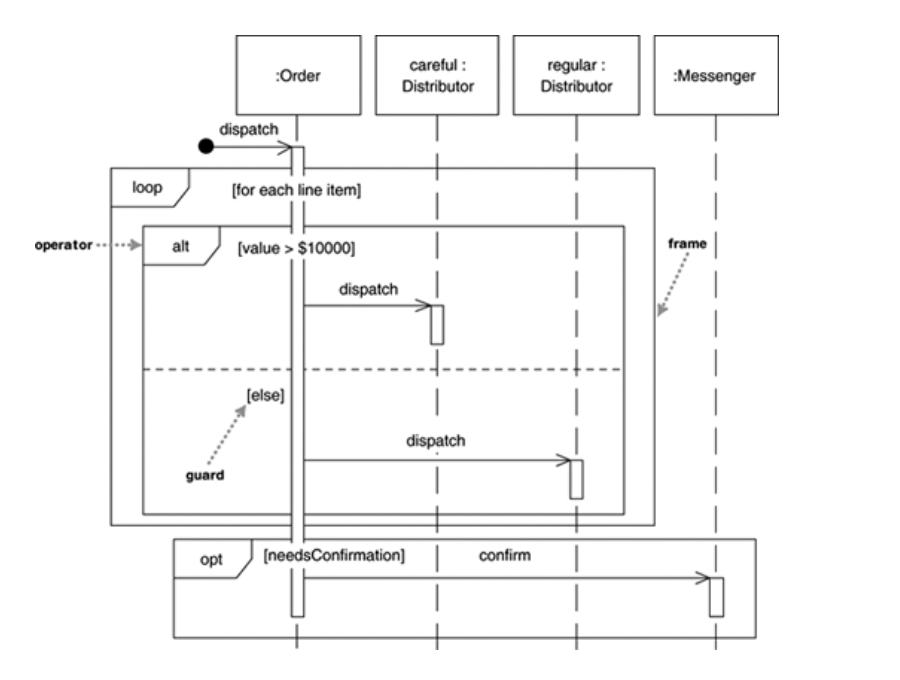 :Order
careful :
Distributor
regular :
Distributor
:Messenger
dispatch
loop
[for each line item]
operator
alt
[value > $10000]
frame
dispatch
[else]
dispatch
guard
opt
[needsConfirmation]
confirm